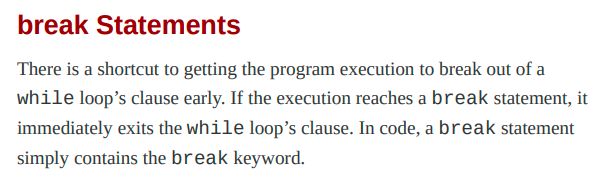 break Statements
There is a shortcut to getting the program execution to break out of a
while loop’s clause early. If the execution reaches a break statement, it
immediately exits the while loop’s clause. In code, a break statement
simply contains the break keyword.